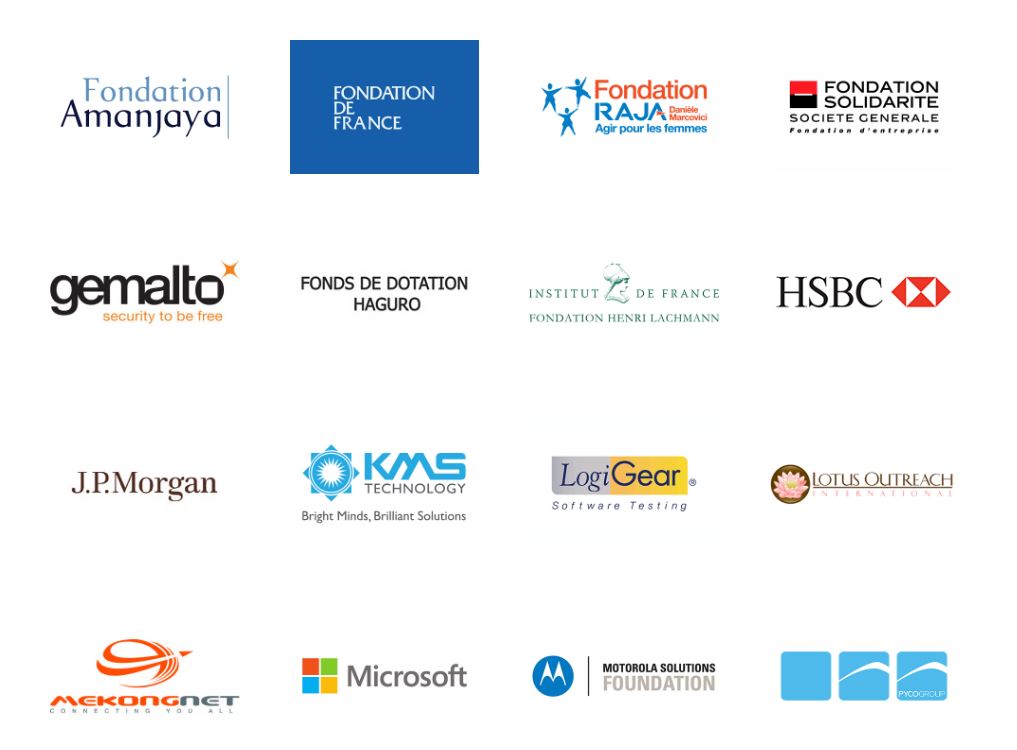 Fondation
Amanjaya
FONDATION
DE
FRANCE
Fondation
RAJA Danièle
Marcovici
Agir pour les femmes
FONDATION
SOLIDARITE
SOCIETE GENERALE
Fondation d'entreprise
gemalto
security to be free
FONDS DE DOTATION
HAGURO
INSTITUT DE FRANCE
FONDATION HENRI LACHMANN
HSBC
J.P.Morgan
KMS
TECHNOLOGY
Bright Minds, Brilliant Solutions
LogiGear®
Software Testing
LOTUS OUTREACH
INTERNATIONAL
MEKONGNET
CONNECTING YOU ALL
Microsoft
MOTOROLA SOLUTIONS
FOUNDATION
PYCOGROUP